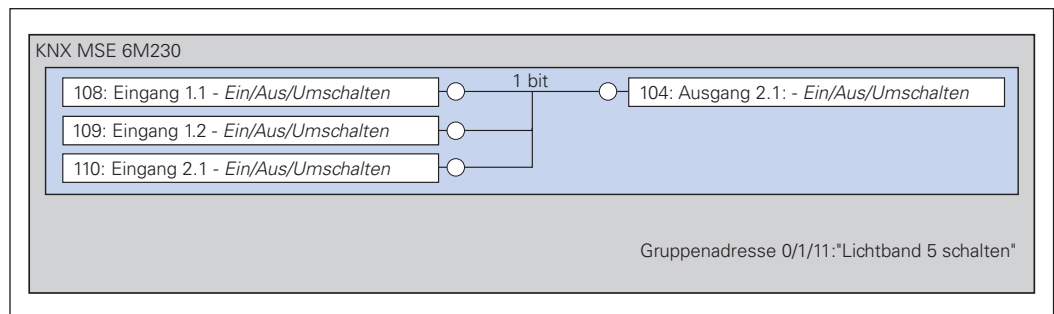 KNX MSE 6M230
108: Eingang 1.1 - Ein/Aus/Umschalten
1 bit
104: Ausgang 2.1: - Ein/Aus/Umschalten
109: Eingang 1.2 - Ein/Aus/Umschalten
110: Eingang 2.1 - Ein/Aus/Umschalten
Gruppenadresse 0/1/11:"Lichtband 5 schalten"